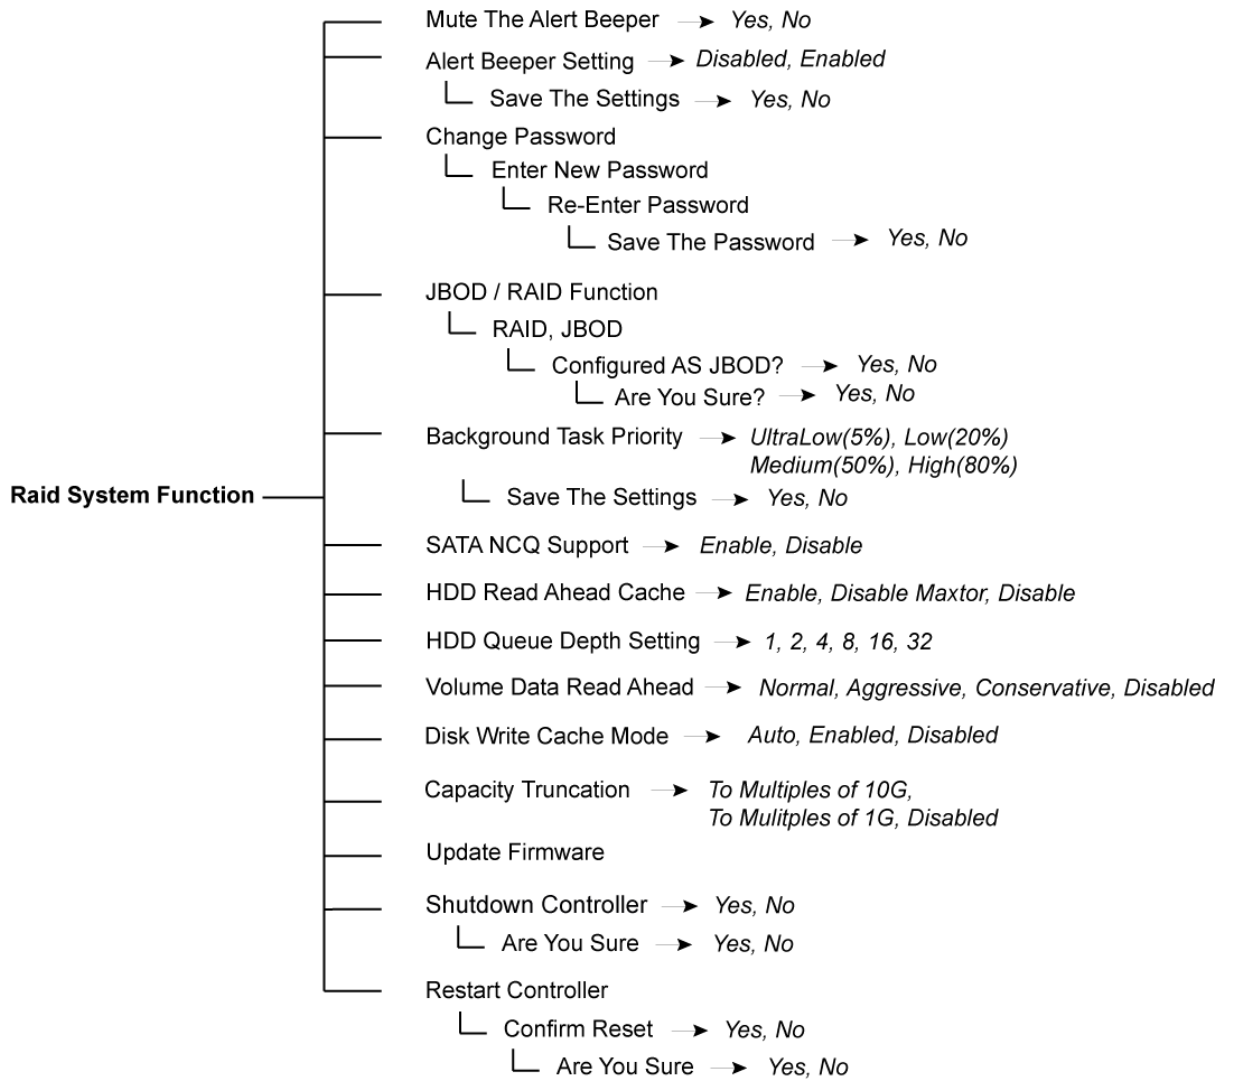 Mute The Alert Beeper Yes, No
Alert Beeper Setting Disabled, Enabled
Save The Settings Yes, No
Change Password
Enter New Password
Re-Enter Password
Save The Password Yes, No
JBOD / RAID Function
RAID, JBOD
Configured AS JBOD? Yes, No
Are You Sure? Yes, No
Background Task Priority UltraLow(5%), Low(20%)
Medium(50%), High(80%)
Raid System Function
Save The Settings Yes, No
SATA NCQ Support Enable, Disable
HDD Read Ahead Cache Enable, Disable Maxtor, Disable
HDD Queue Depth Setting 1, 2, 4, 8, 16, 32
Volume Data Read Ahead Normal, Aggressive, Conservative, Disabled
Disk Write Cache Mode Auto, Enabled, Disabled
Capacity Truncation To Multiples of 10G,
To Mulitples of 1G, Disabled
Update Firmware
Shutdown Controller Yes, No
Are You Sure Yes, No
Restart Controller
Confirm Reset Yes, No
Are You Sure Yes, No